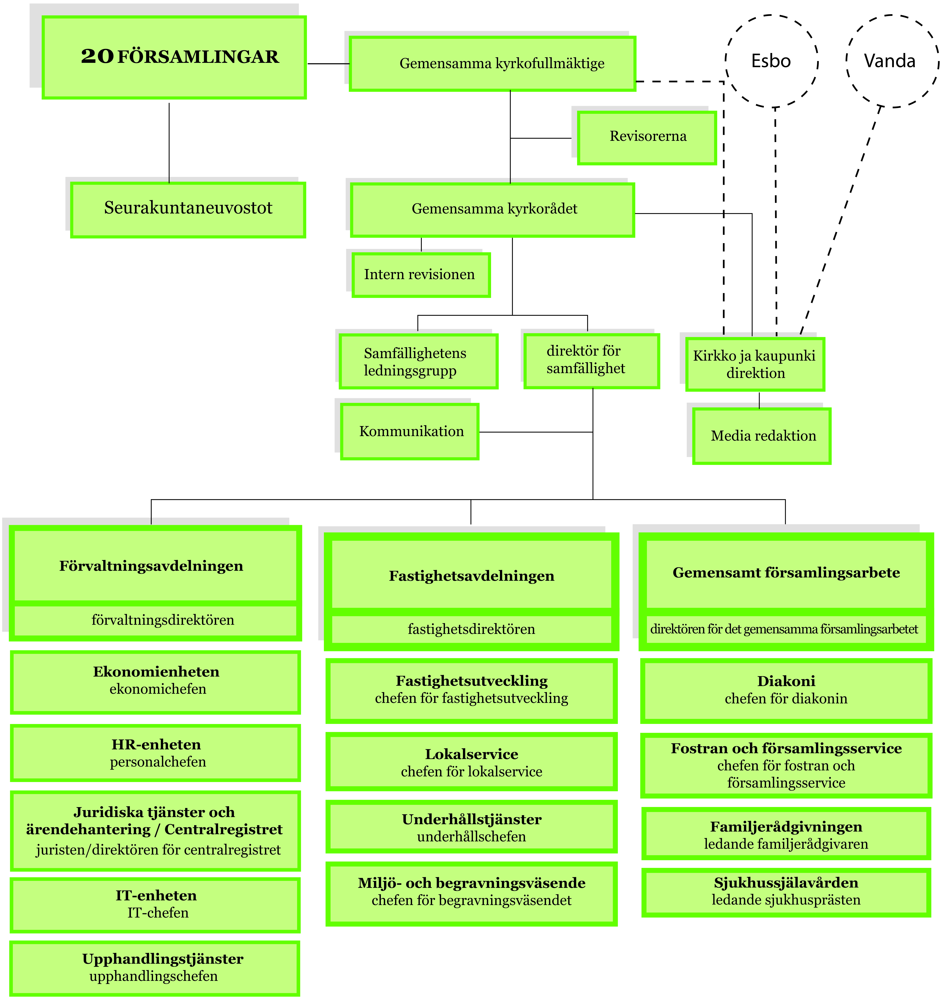 20 FÖRSAMLINGAR
Gemensamma kyrkofullmäktige
Esbo
Vanda
Revisorerna
Seurakuntaneuvostot
Gemensamma kyrkorådet
Intern revisionen
Samfällighetens
ledningsgrupp
direktör för
samfällighet
Kirkko ja kaupunki
direktion
Kommunikation
Media redaktion
Förvaltningsavdelningen
förvaltningsdirektören
Ekonomienheten
ekonomichefen
HR-enheten
personalchefen
Juridiska tjänster och
ärendehantering / Centralregistret
juristen/direktören för centralregistret
IT-enheten
IT-chefen
Upphandlingstjänster
upphandlingschefen
Fastighetsavdelningen
fastighetsdirektören
Fastighetsutveckling
chefen för fastighetsutveckling
Lokalservice
chefen för lokalservice
Underhållstjänster
underhållschefen
Miljö- och begravningsväsende
chefen för begravningsväsendet
Gemensamt församlingsarbete
direktören för det gemensamma församlingsarbetet
Diakoni
chefen för diakonin
Fostran och församlingsservice
chefen för fostran och
församlingsservice
Familjerådgivningen
ledande familjerådgivaren
Sjukhussjälavården
ledande sjukhusprästen